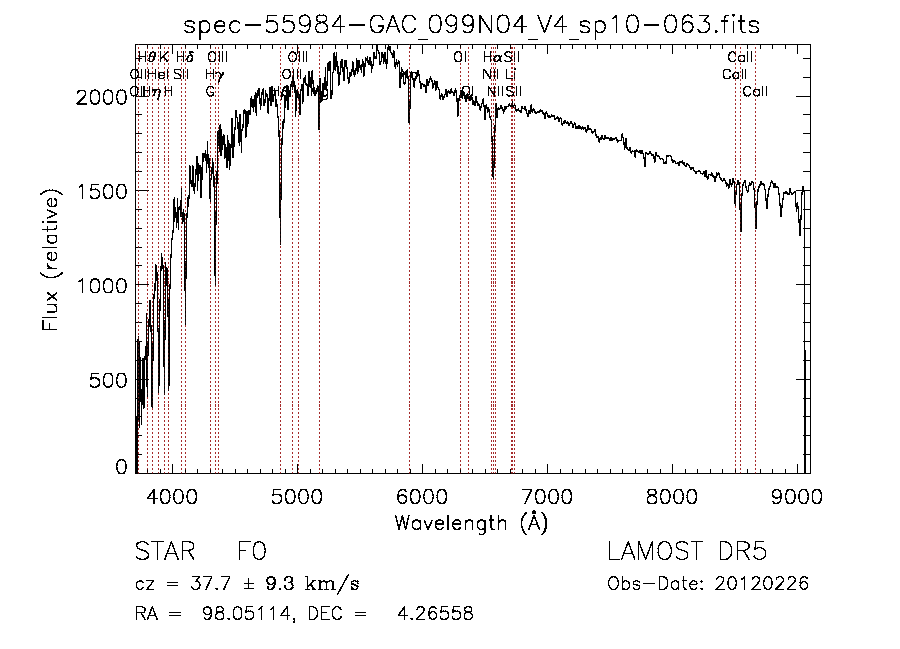 spec-55984-GAC_099N04_V4_sp10-063.fits
Hθ K Hδ OIII OIII OI Hα SII CaII
OII HeI SII Hγ OIII NII Li CaII
OII Hη H G Hβ OI NII SII CaII
2000
1500
1000
500
0
Flux (relative)
4000 5000 6000 7000 8000 9000
Wavelength (Å)
STAR F0 LAMOST DR5
cz = 37.7 ± 9.3 km/s Obs-Date: 20120226
RA = 98.05114, DEC = 4.26558